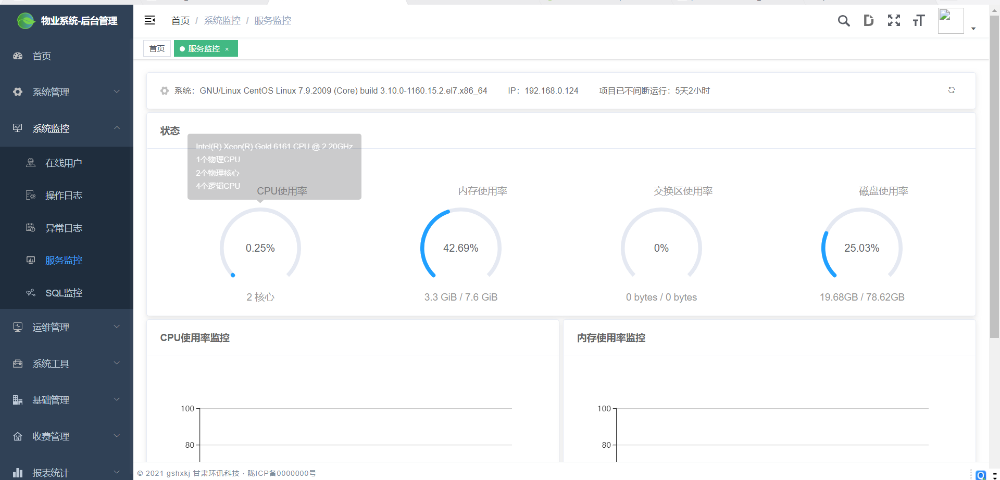 物业系统-后台管理
首页 / 系统监控 / 服务监控
首页
服务监控 ×
首页
系统管理
系统监控
在线用户
操作日志
异常日志
服务监控
SQL监控
运维管理
系统工具
基础管理
收费管理
报表统计
系统：GNU/Linux CentOS Linux 7.9.2009 (Core) build 3.10.0-1160.15.2.el7.x86_64 IP：192.168.0.124 项目已不间断运行：5天2小时
状态
Intel(R) Xeon(R) Gold 6161 CPU @ 2.20GHz
1个物理CPU
2个物理核心
4个逻辑CPU
CPU使用率
0.25%
2 核心
内存使用率
42.69%
3.3 GiB / 7.6 GiB
交换区使用率
0%
0 bytes / 0 bytes
磁盘使用率
25.03%
19.68GB / 78.62GB
CPU使用率监控
100
80
内存使用率监控
100
80
© 2021 gshxkj 甘肃环讯科技 · 陇ICP备0000000号